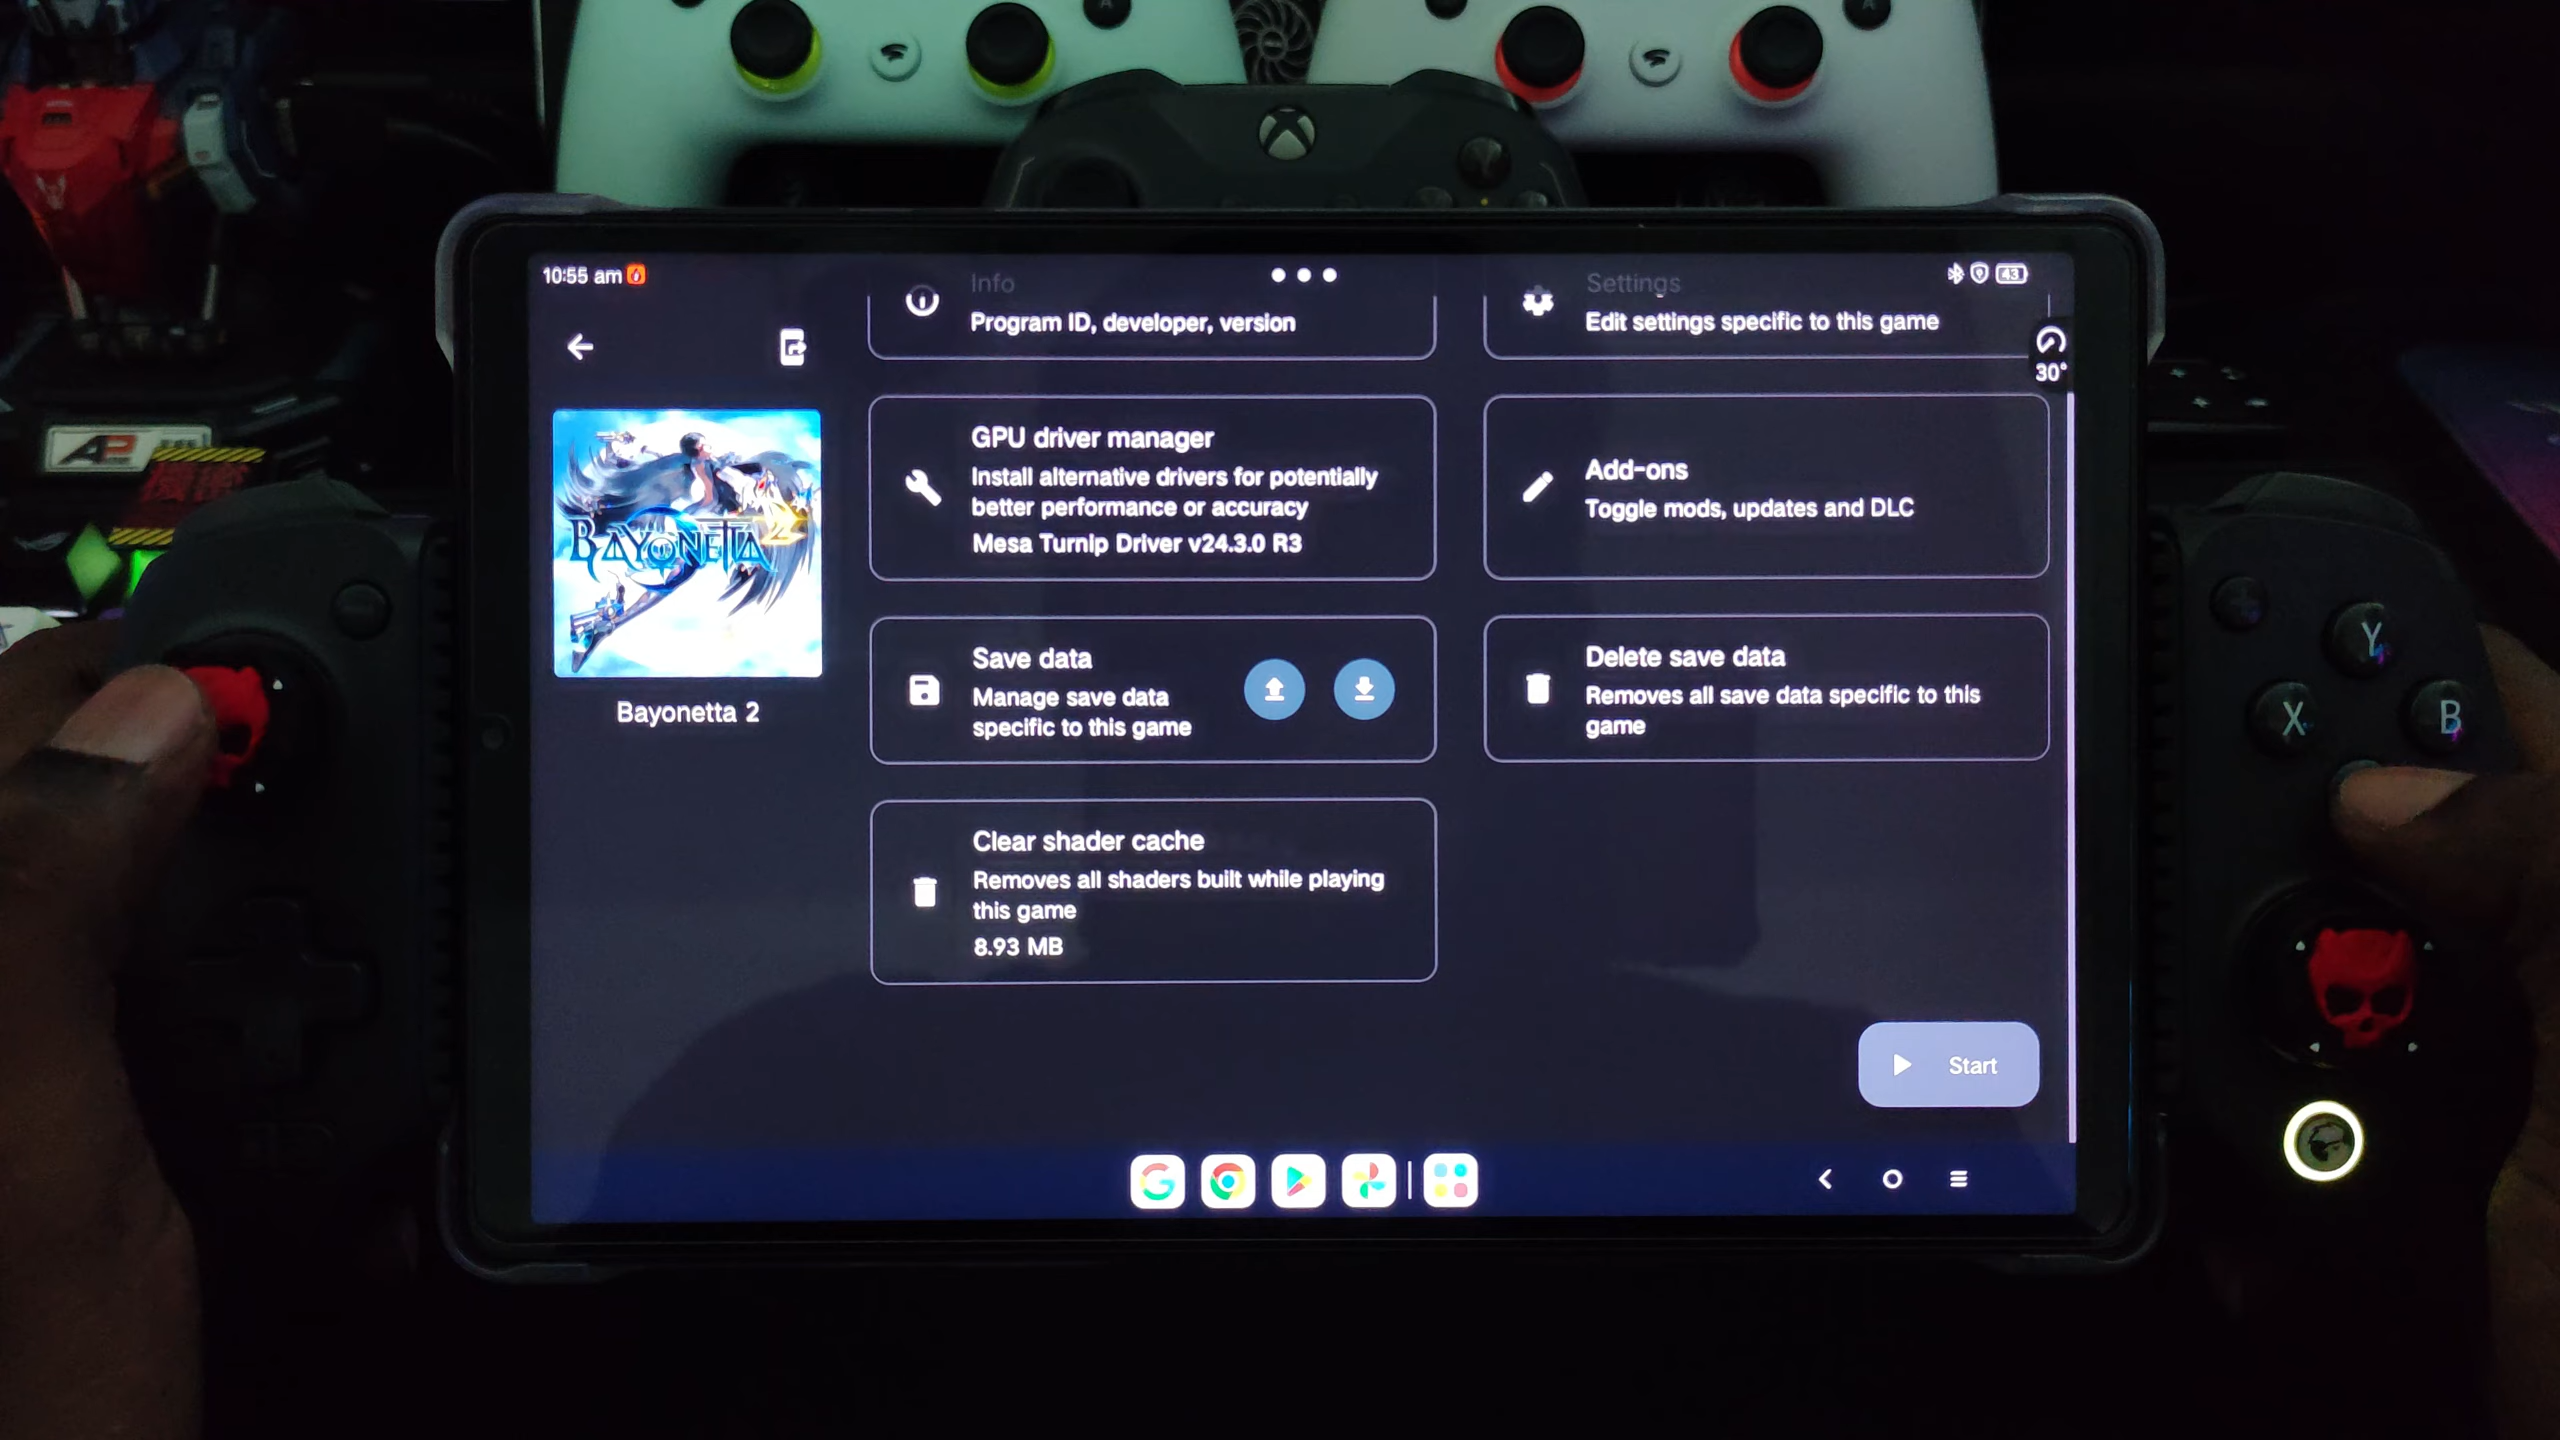 10:55 am
43
30°
Info
Program ID, developer, version
Settings
Edit settings specific to this game
GPU driver manager
Install alternative drivers for potentially
better performance or accuracy
Mesa Turnip Driver v24.3.0 R3
Add-ons
Toggle mods, updates and DLC
BAYONETTA 2
Bayonetta 2
Save data
Manage save data
specific to this game
Delete save data
Removes all save data specific to this
game
Clear shader cache
Removes all shaders built while playing
this game
8.93 MB
Start
A
A
Y
X
B
Y
AP